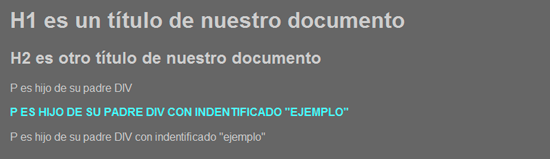 H1 es un título de nuestro documento
H2 es otro título de nuestro documento
P es hijo de su padre DIV
P ES HIJO DE SU PADRE DIV CON INDENTIFICADO "EJEMPLO"
P es hijo de su padre DIV con indentificado "ejemplo"